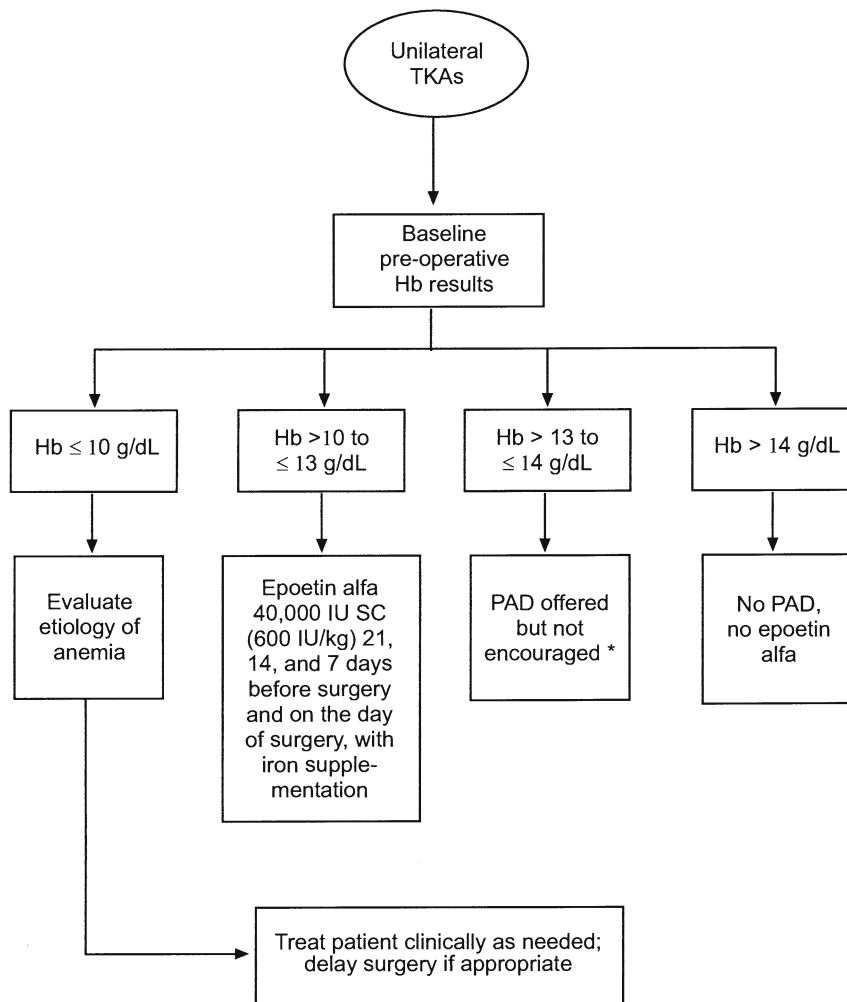 Unilateral
TKAs
Baseline
pre-operative
Hb results
Hb ≤ 10 g/dL
Hb >10 to
≤ 13 g/dL
Hb > 13 to
≤ 14 g/dL
Hb > 14 g/dL
Evaluate
etiology of
anemia
Epoetin alfa
40,000 IU SC
(600 IU/kg) 21,
14, and 7 days
before surgery
and on the day
of surgery, with
iron supple-
mentation
PAD offered
but not
encouraged *
No PAD,
no epoetin
alfa
Treat patient clinically as needed;
delay surgery if appropriate